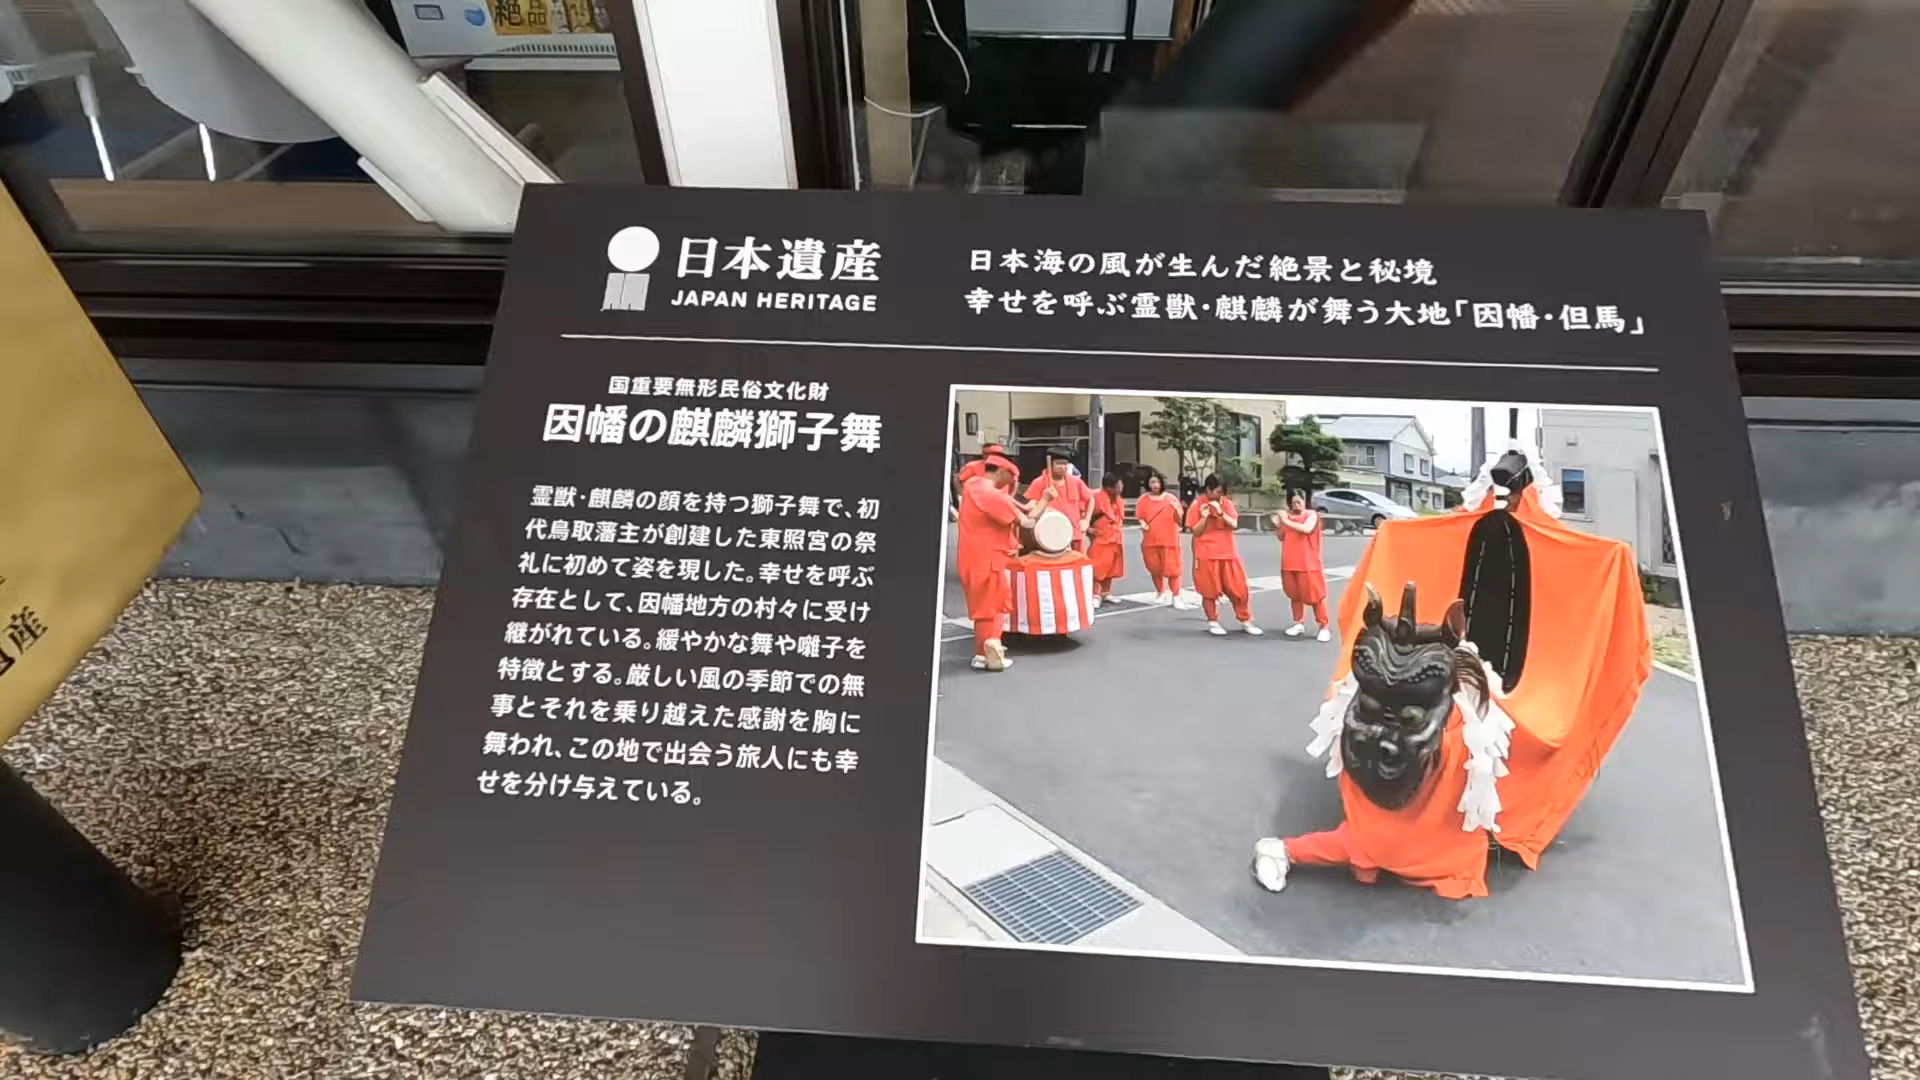 絶品
日本遺産
JAPAN HERITAGE
日本海の風が生んだ絶景と秘境
幸せを呼ぶ霊獣・麒麟が舞う大地「因幡・但馬」
国重要無形民俗文化財
因幡の麒麟獅子舞
霊獣・麒麟の顔を持つ獅子舞で、初
代鳥取藩主が創建した東照宮の祭
礼に初めて姿を現した。幸せを呼ぶ
存在として、因幡地方の村々に受け
継がれている。緩やかな舞や囃子を
特徴とする。厳しい風の季節での無
事とそれを乗り越えた感謝を胸に
舞われ、この地で出会う旅人にも幸
せを分け与えている。
産